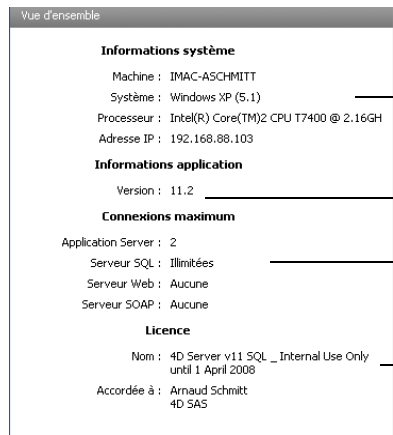 Vue d'ensemble
Informations système
Machine : IMAC-ASCHMITT
Système : Windows XP (5.1)
Processeur : Intel(R) Core(TM)2 CPU T7400 @ 2.16GH
Adresse IP : 192.168.88.103
Informations application
Version : 11.2
Connexions maximum
Application Server : 2
Serveur SQL : Illimitées
Serveur Web : Aucune
Serveur SOAP : Aucune
Licence
Nom : 4D Server v11 SQL _ Internal Use Only
until 1 April 2008
Accordée à : Arnaud Schmitt
4D SAS